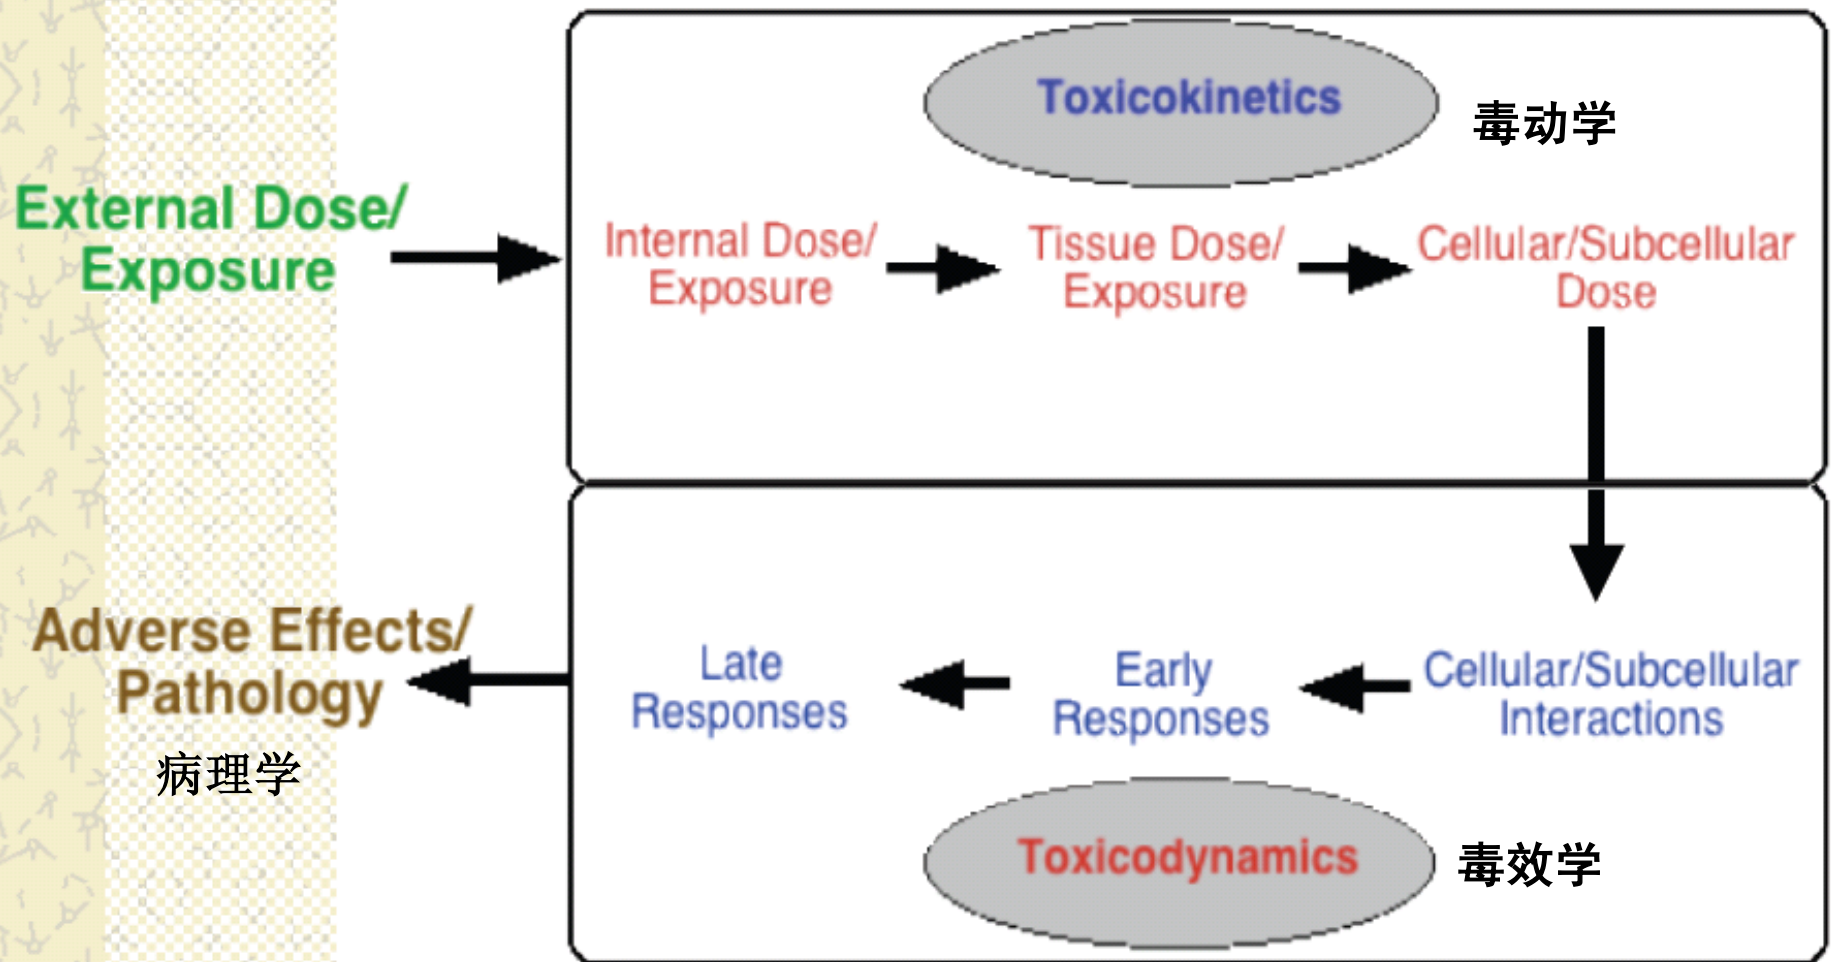 Toxicokinetics
毒动学
External Dose/
Exposure
Internal Dose/
Exposure
Tissue Dose/
Exposure
Cellular/Subcellular
Dose
Adverse Effects/
Pathology
病理学
Late
Responses
Early
Responses
Cellular/Subcellular
Interactions
Toxicodynamics
毒效学